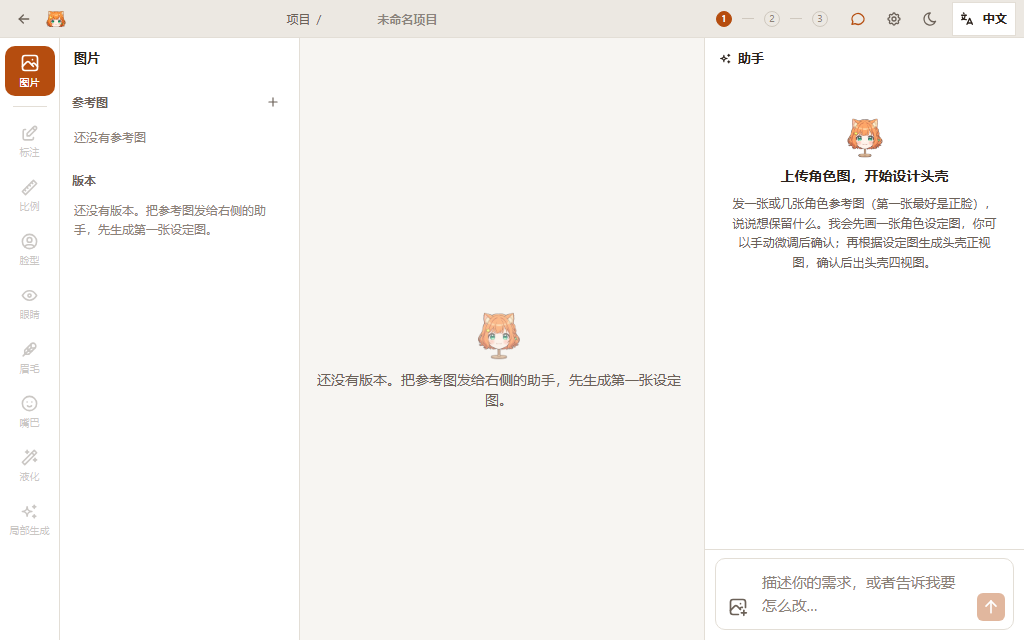 项目 / 未命名项目 1 2 3 中文
图片
标注
比例
脸型
眼睛
眉毛
嘴巴
液化
局部生成
图片
参考图
还没有参考图
版本
还没有版本。把参考图发给右侧的助
手，先生成第一张设定图。
还没有版本。把参考图发给右侧的助手，先生成第一张设定
图。
助手
上传角色图，开始设计头壳
发一张或几张角色参考图（第一张最好是正脸），
说说想保留什么。我会先画一张角色设定图，你可
以手动微调后确认；再根据设定图生成头壳正视
图，确认后出头壳四视图。
描述你的需求，或者告诉我要
怎么改...